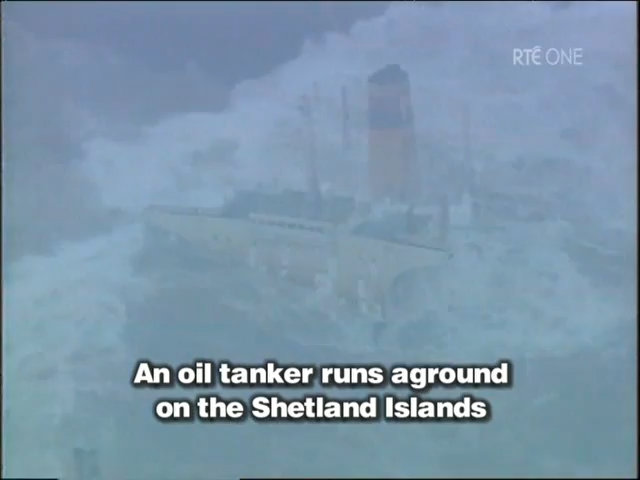 RTÉ ONE
An oil tanker runs aground
on the Shetland Islands